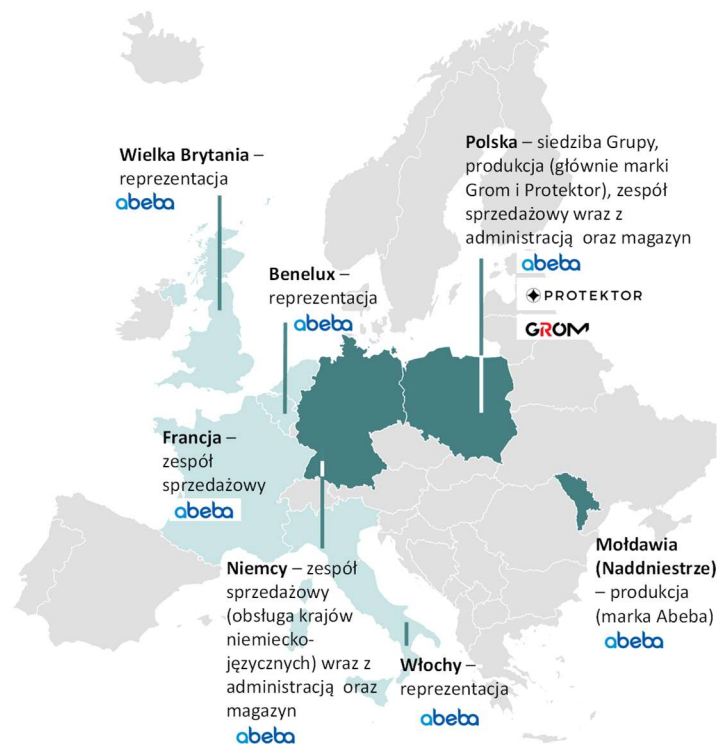 Wielka Brytania –
reprezentacja
abeba
Polska – siedziba Grupy,
produkcja (głównie marki
Grom i Protektor), zespół
sprzedażowy wraz z
administracją oraz magazyn
abeba
PROTEKTOR
GROM
Benelux –
reprezentacja
abeba
Francja –
zespół
sprzedażowy
abeba
Niemcy – zespół
sprzedażowy
(obsługa krajów
niemiecko-
języcznych) wraz z
administracją oraz
magazyn
abeba
Włochy –
reprezentacja
abeba
Mołdawia
(Naddniestrze)
– produkcja
(marka Abeba)
abeba